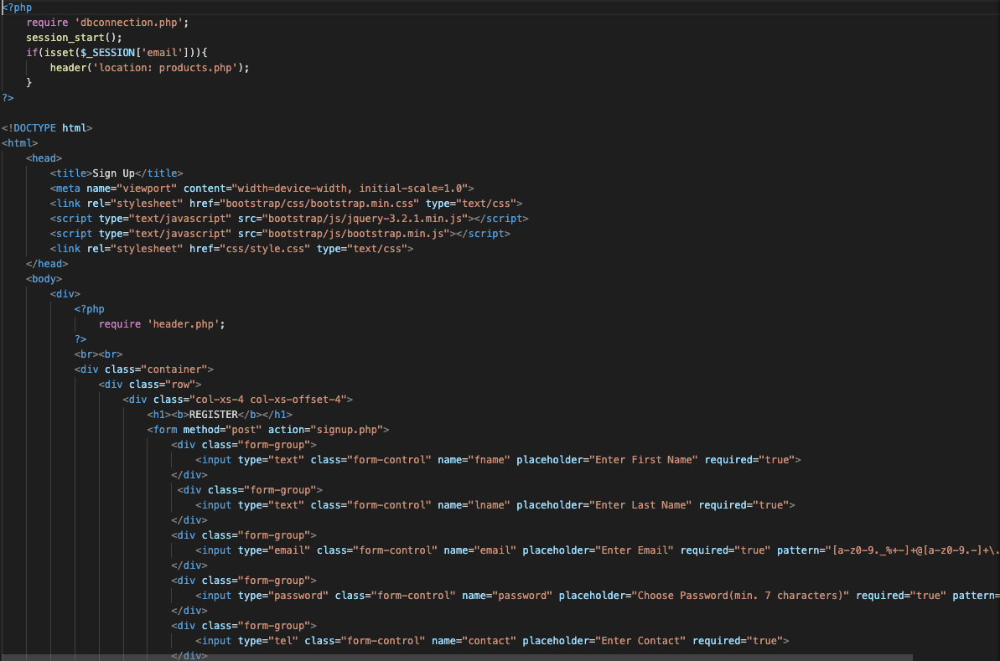 <?php
    require 'dbconnection.php';
    session_start();
    if(isset($_SESSION['email'])){
        header('location: products.php');
    }
?>

<!DOCTYPE html>
<html>
    <head>
        <title>Sign Up</title>
        <meta name="viewport" content="width=device-width, initial-scale=1.0">
        <link rel="stylesheet" href="bootstrap/css/bootstrap.min.css" type="text/css">
        <script type="text/javascript" src="bootstrap/js/jquery-3.2.1.min.js"></script>
        <script type="text/javascript" src="bootstrap/js/bootstrap.min.js"></script>
        <link rel="stylesheet" href="css/style.css" type="text/css">
    </head>
    <body>
        <div>
            <?php
                require 'header.php';
            ?>
            <br><br>
            <div class="container">
                <div class="row">
                    <div class="col-xs-4 col-xs-offset-4">
                        <h1><b>REGISTER</b></h1>
                        <form method="post" action="signup.php">
                            <div class="form-group">
                                <input type="text" class="form-control" name="fname" placeholder="Enter First Name" required="true">
                            </div>
                             <div class="form-group">
                                <input type="text" class="form-control" name="lname" placeholder="Enter Last Name" required="true">
                            </div>
                            <div class="form-group">
                                <input type="email" class="form-control" name="email" placeholder="Enter Email" required="true" pattern="[a-z0-9._%+-]+@[a-z0-9.-]+\.
                            </div>
                            <div class="form-group">
                                <input type="password" class="form-control" name="password" placeholder="Choose Password(min. 7 characters)" required="true" pattern=
                            </div>
                            <div class="form-group">
                                <input type="tel" class="form-control" name="contact" placeholder="Enter Contact" required="true">
                            </div>